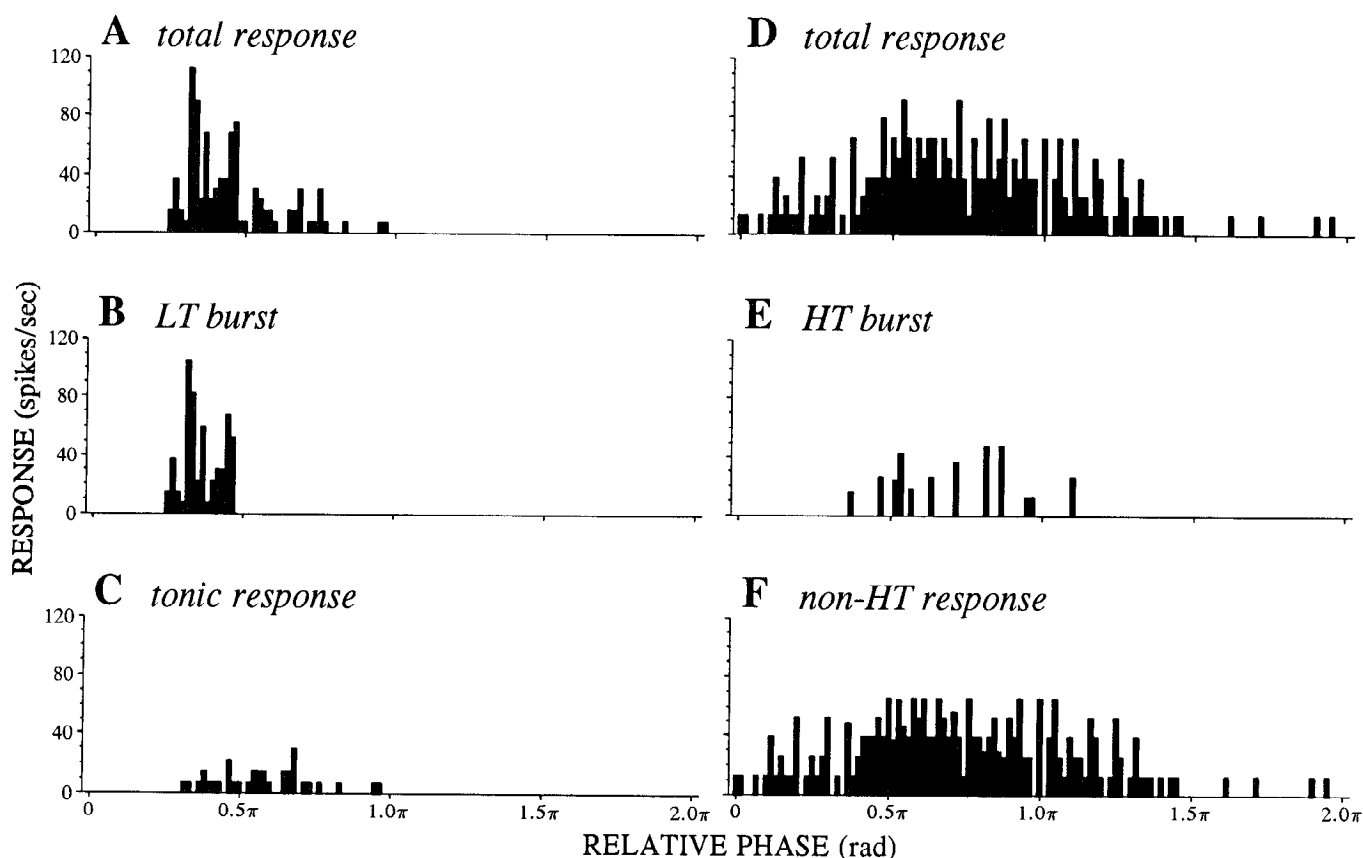 A total response
120
80
40
0
D total response
B LT burst
120
80
40
0
E HT burst
C tonic response
120
80
40
0
F non-HT response
RESPONSE (spikes/sec)
0 0.5π 1.0π 1.5π 2.0π
0 0.5π 1.0π 1.5π 2.0π
RELATIVE PHASE (rad)